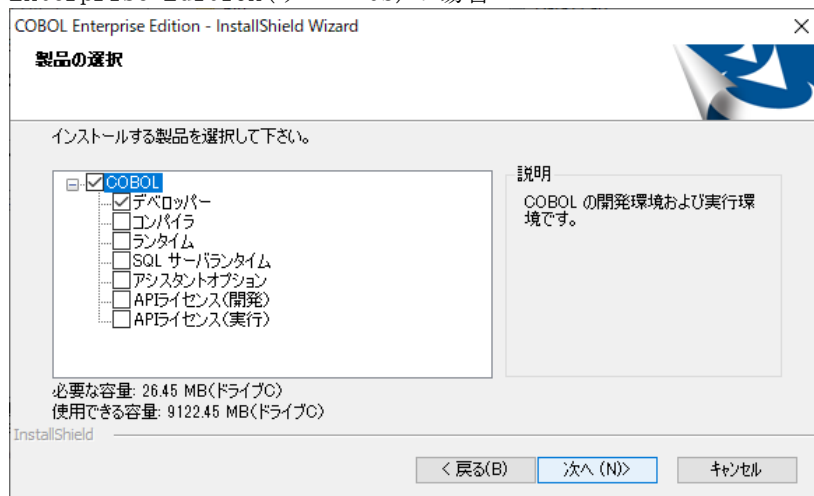 COBOL Enterprise Edition - InstallShield Wizard
製品の選択
インストールする製品を選択して下さい。
COBOL
デベロッパー
コンパイラ
ランタイム
SQL サーバランタイム
アシスタントオプション
APIライセンス(開発)
APIライセンス(実行)
説明
COBOL の開発環境および実行環
境です。
必要な容量: 26.45 MB(ドライブC)
使用できる容量: 9122.45 MB(ドライブC)
InstallShield
< 戻る(B)
次へ (N)>
キャンセル